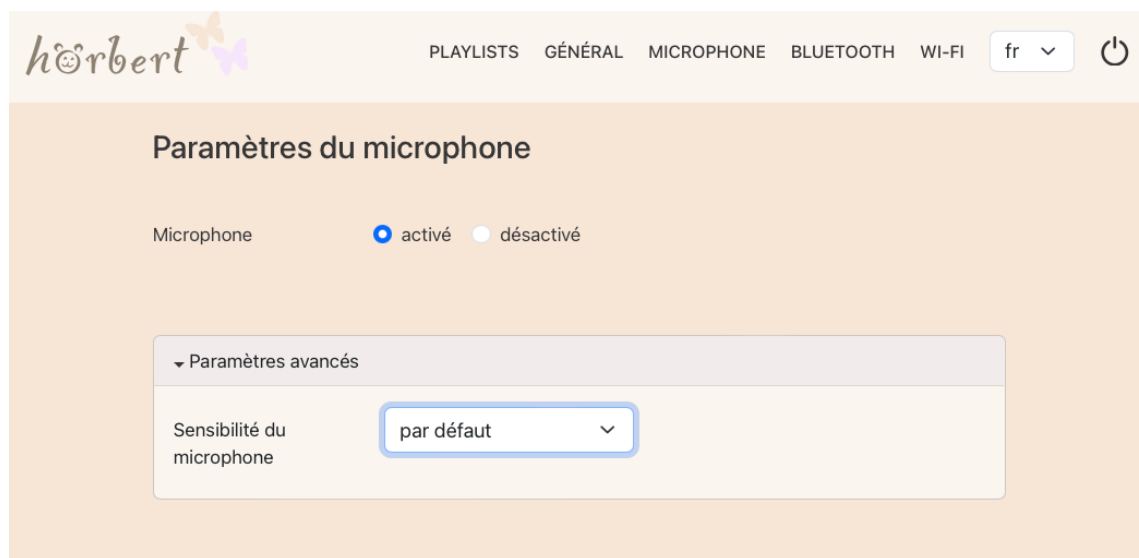 hörbert
PLAYLISTS GÉNÉRAL MICROPHONE BLUETOOTH WI-FI fr
Paramètres du microphone
Microphone activé désactivé
Paramètres avancés
Sensibilité du
microphone
par défaut